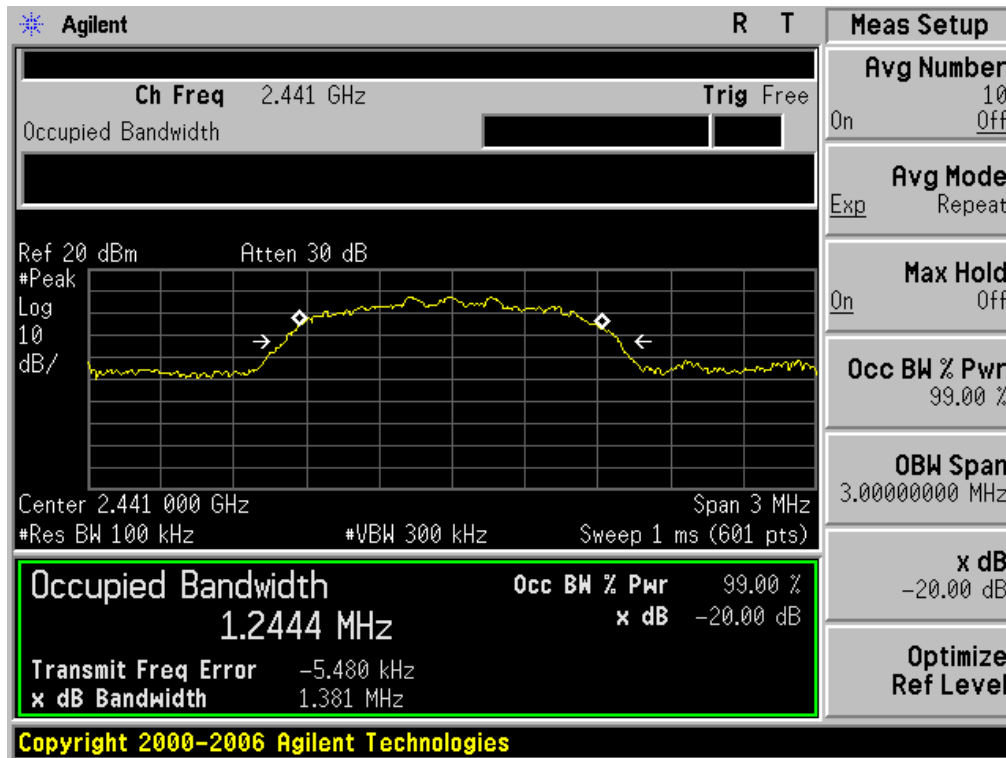 Agilent R T
Ch Freq 2.441 GHz Trig Free
Occupied Bandwidth
Ref 20 dBm Atten 30 dB
#Peak
Log
10
dB/
Center 2.441 000 GHz Span 3 MHz
#Res BW 100 kHz #VBW 300 kHz Sweep 1 ms (601 pts)
Occupied Bandwidth Occ BW % Pwr 99.00 %
1.2444 MHz x dB -20.00 dB
Transmit Freq Error -5.480 kHz
x dB Bandwidth 1.381 MHz
Copyright 2000-2006 Agilent Technologies
Meas Setup
Avg Number
10
On Off
Avg Mode
Exp Repeat
Max Hold
On Off
Occ BW % Pwr
99.00 %
OBW Span
3.00000000 MHz
x dB
-20.00 dB
Optimize
Ref Level